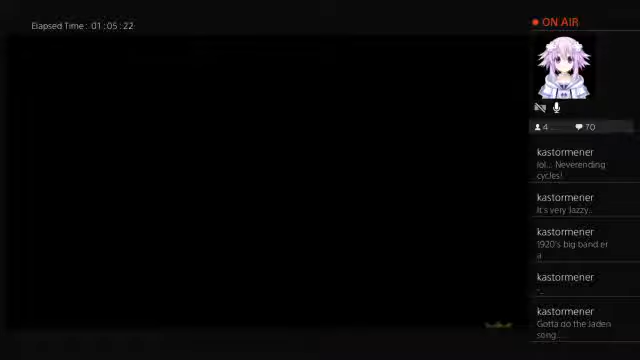 Elapsed Time : 01:05:22
ON AIR
4
70
kastormener
lol... Neverending
cycles!
kastormener
It's very Jazzy..
kastormener
1920's big band er
a
kastormener
-_
kastormener
Gotta do the Jaden
song....